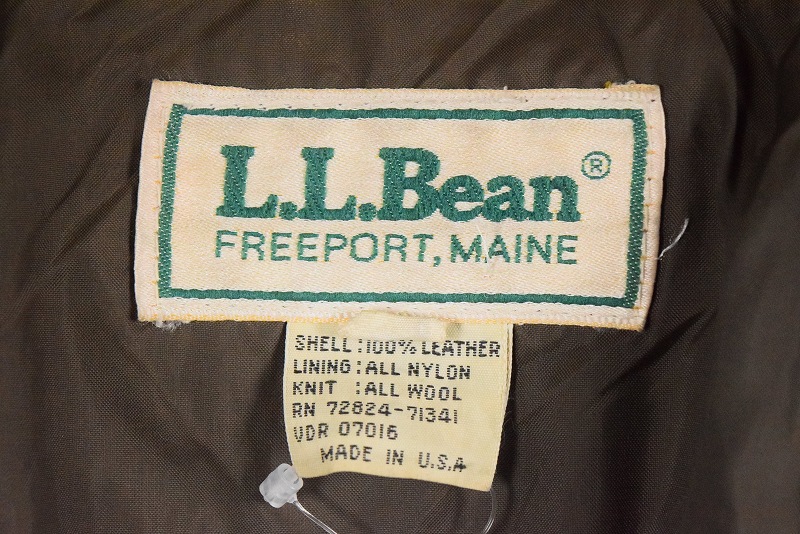 L.L.Bean®
FREEPORT, MAINE
SHELL : 100% LEATHER
LINING : ALL NYLON
KNIT : ALL WOOL
RN 72824-71341
VDR 07016
MADE IN U.S.A